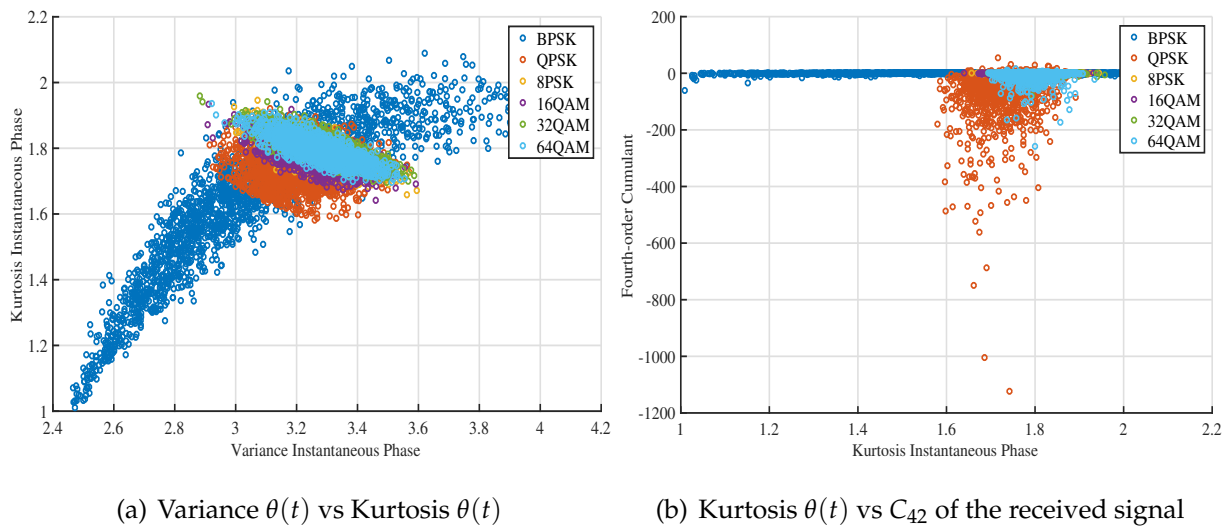 2.2
2
1.8
1.6
1.4
1.2
1
Kurtosis Instantaneous Phase
2.4 2.6 2.8 3 3.2 3.4 3.6 3.8 4 4.2
Variance Instantaneous Phase
BPSK
QPSK
8PSK
16QAM
32QAM
64QAM
(a) Variance θ(t) vs Kurtosis θ(t)
200
0
-200
-400
-600
-800
-1000
-1200
Fourth-order Cumulant
1 1.2 1.4 1.6 1.8 2 2.2
Kurtosis Instantaneous Phase
BPSK
QPSK
8PSK
16QAM
32QAM
64QAM
(b) Kurtosis θ(t) vs C42 of the received signal